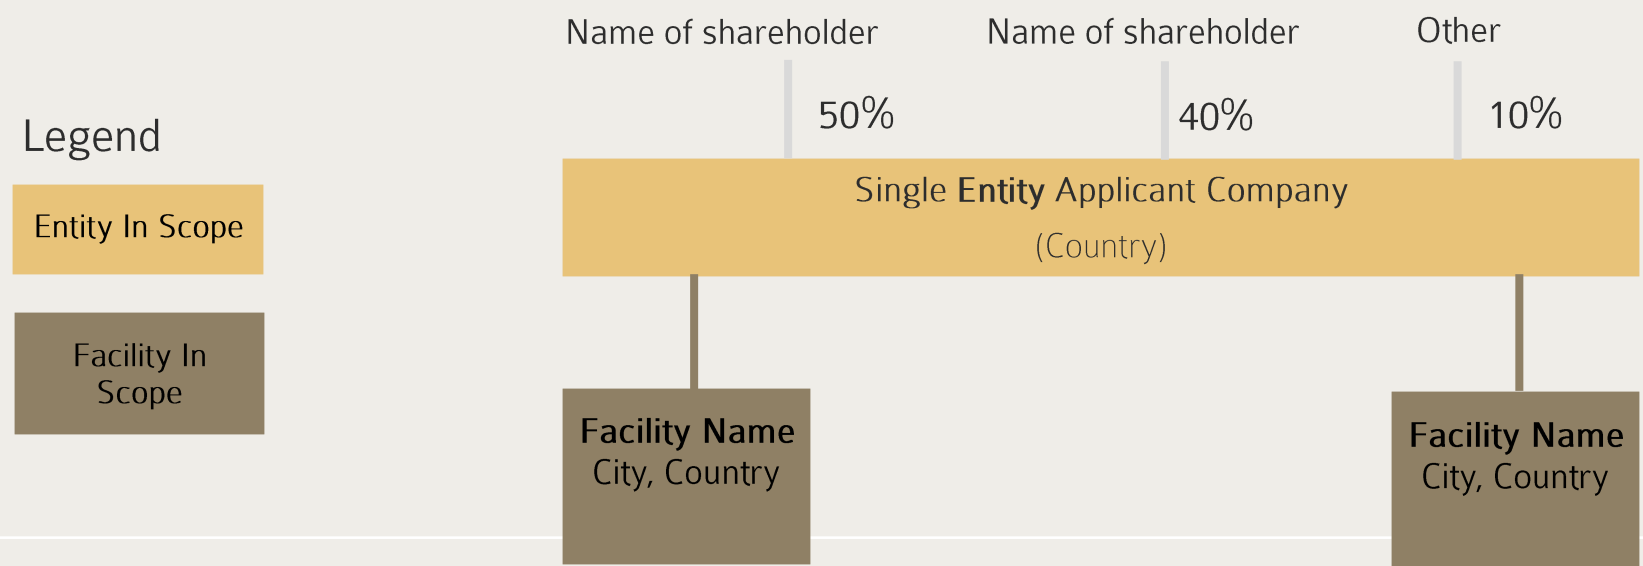 Name of shareholder
Name of shareholder
Other
50%
40%
10%
Legend
Entity In Scope
Facility In
Scope
Single Entity Applicant Company
(Country)
Facility Name
City, Country
Facility Name
City, Country